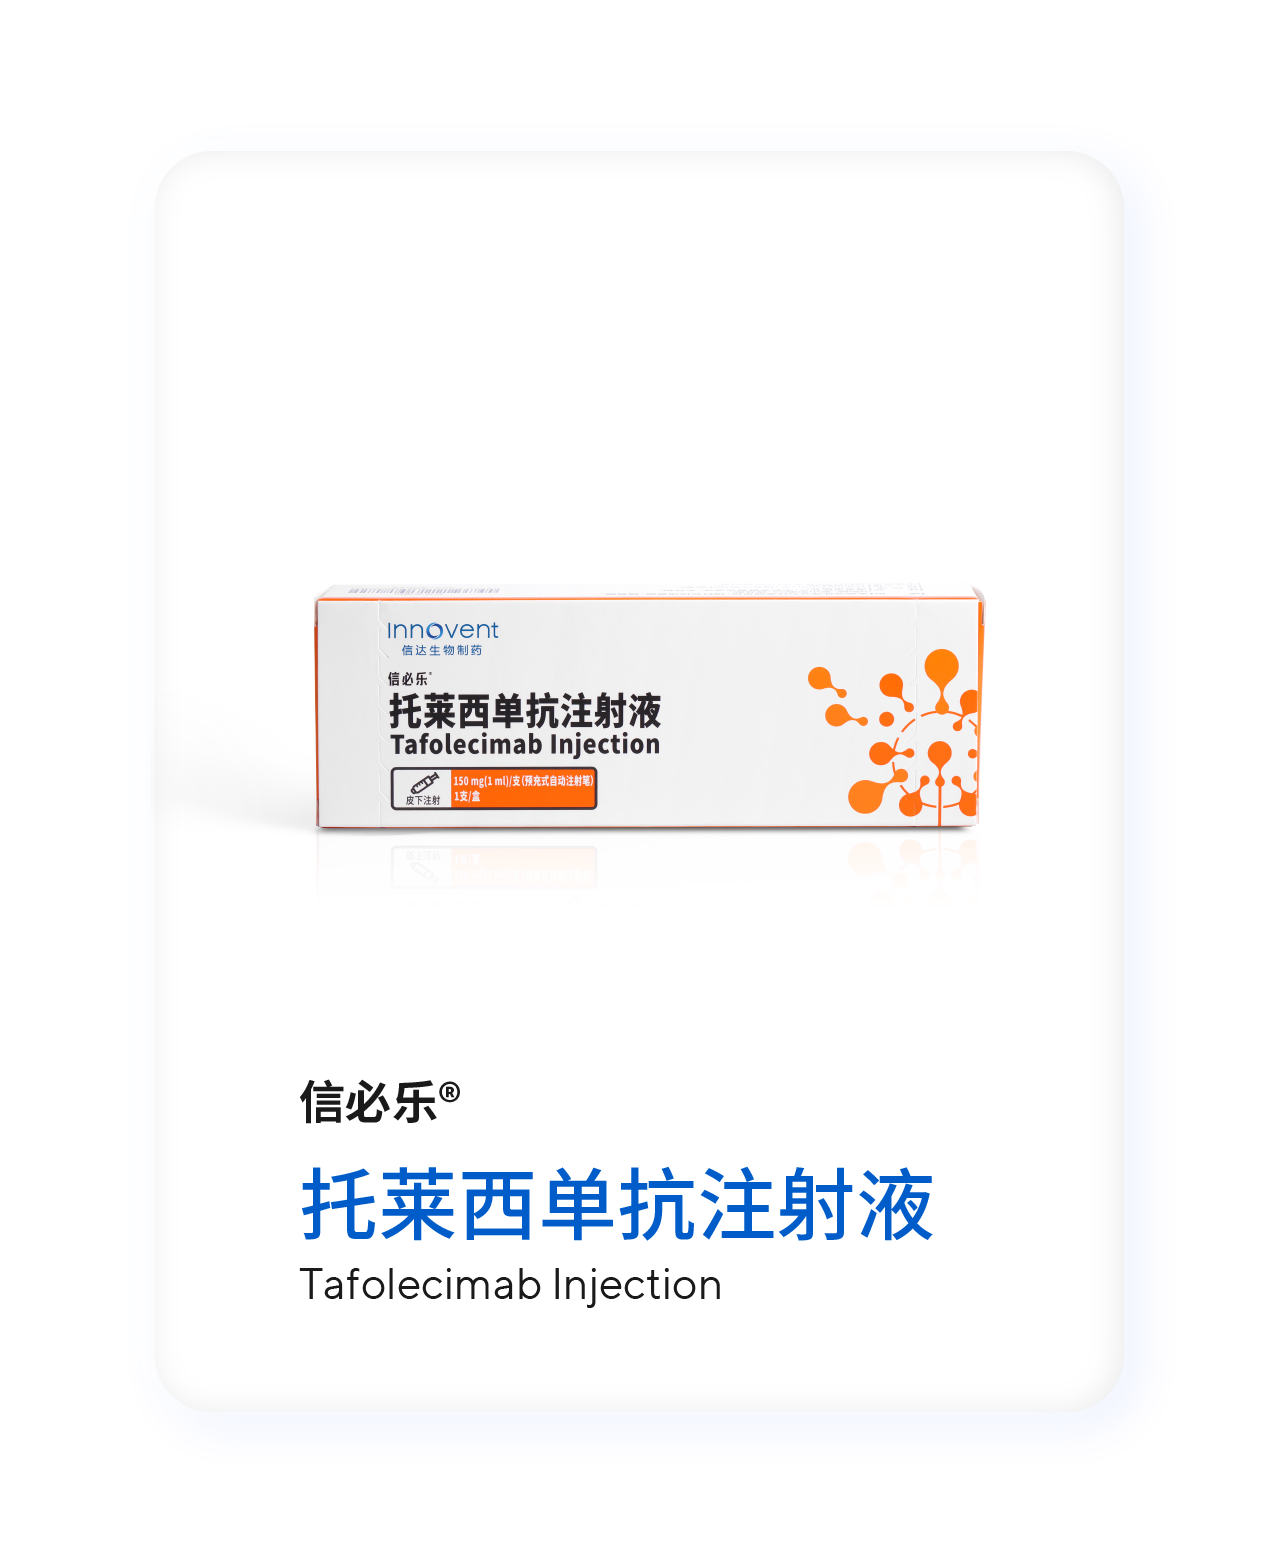 Innovent
信达生物制药
信必乐®
托莱西单抗注射液
Tafolecimab Injection
皮下注射
150 mg(1 ml)/支(预充式自动注射笔)
1支/盒
信必乐®
托莱西单抗注射液
Tafolecimab Injection